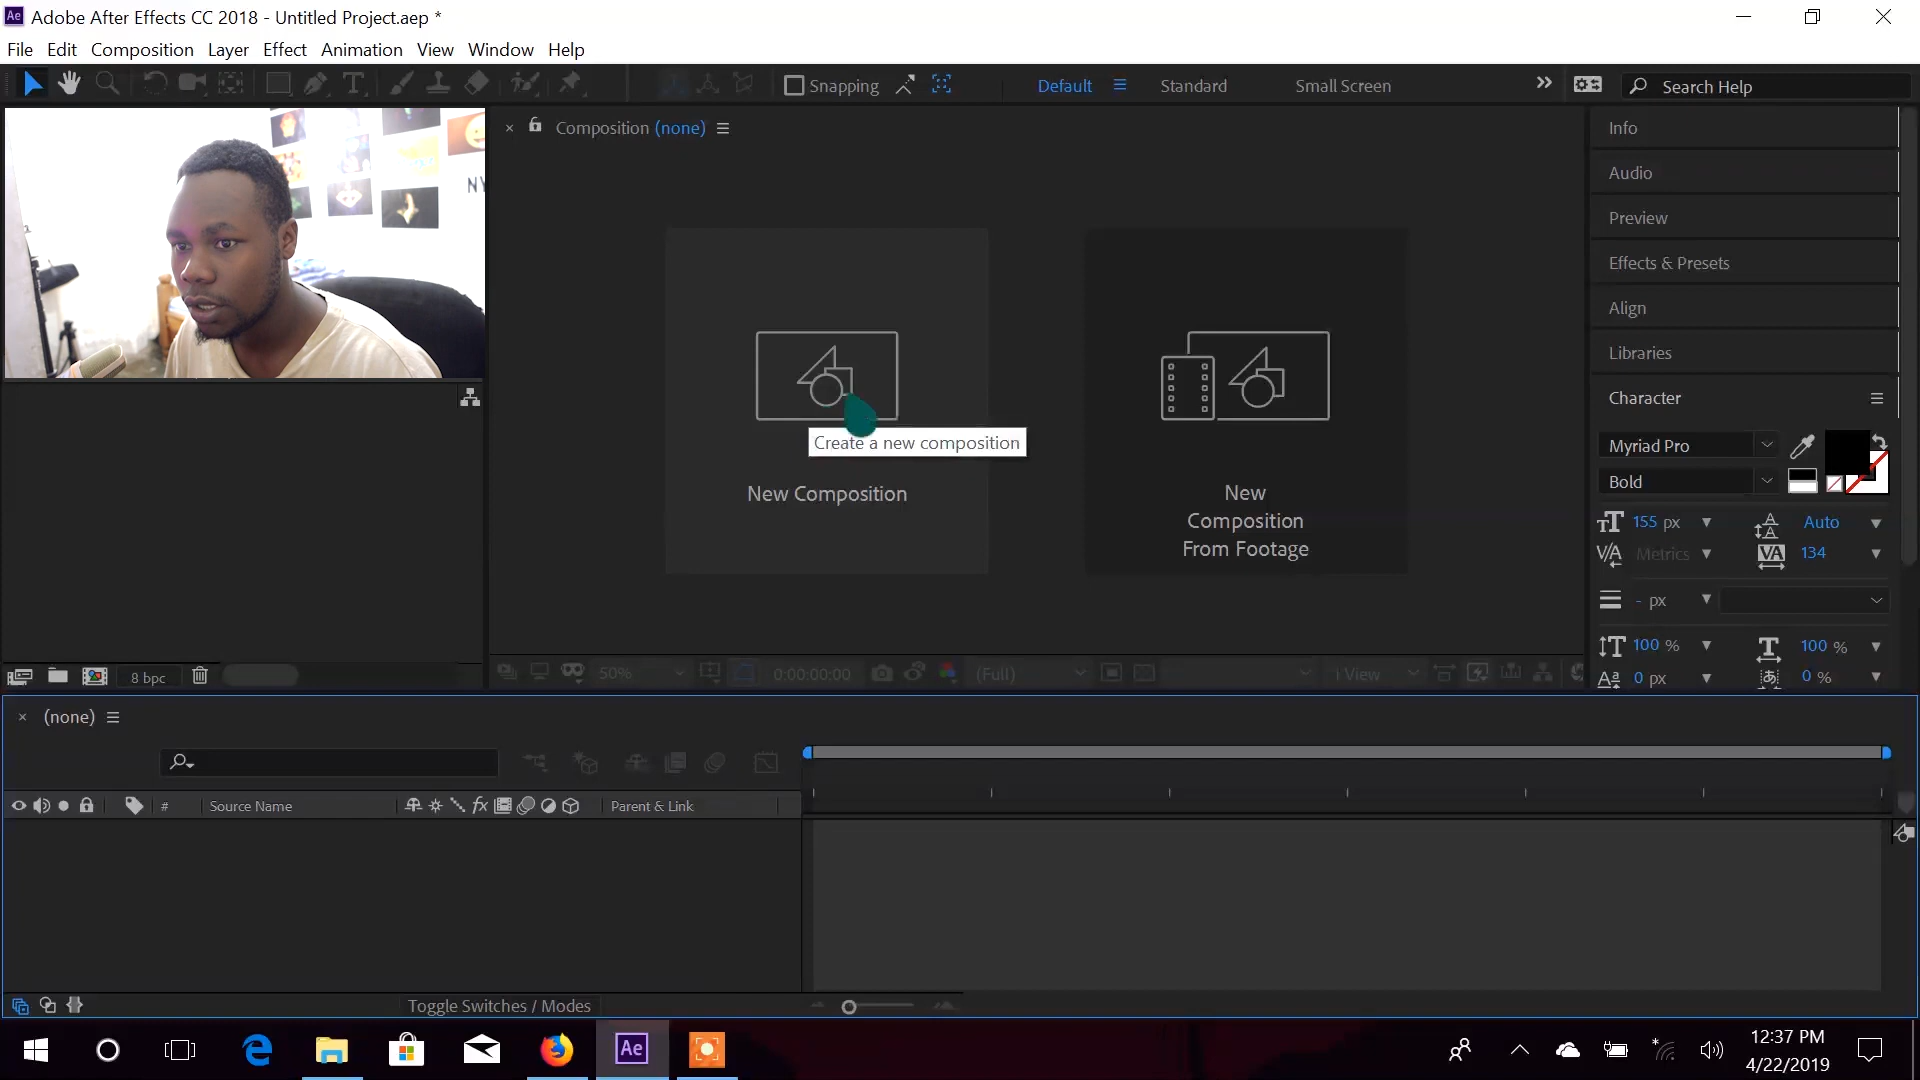 Ae Adobe After Effects CC 2018 - Untitled Project.aep *
File Edit Composition Layer Effect Animation View Window Help
Snapping Default Standard Small Screen Search Help
Composition (none)
Create a new composition
New Composition
New
Composition
From Footage
Info
Audio
Preview
Effects & Presets
Align
Libraries
Character
Myriad Pro
Bold
155 px Auto
Metrics 134
- px
100 % 100 %
0 px 0 %
8 bpc 50% 0:00:00:00 (Full) 1 View
(none)
# Source Name fx Parent & Link
Toggle Switches / Modes
Ae
12:37 PM
4/22/2019